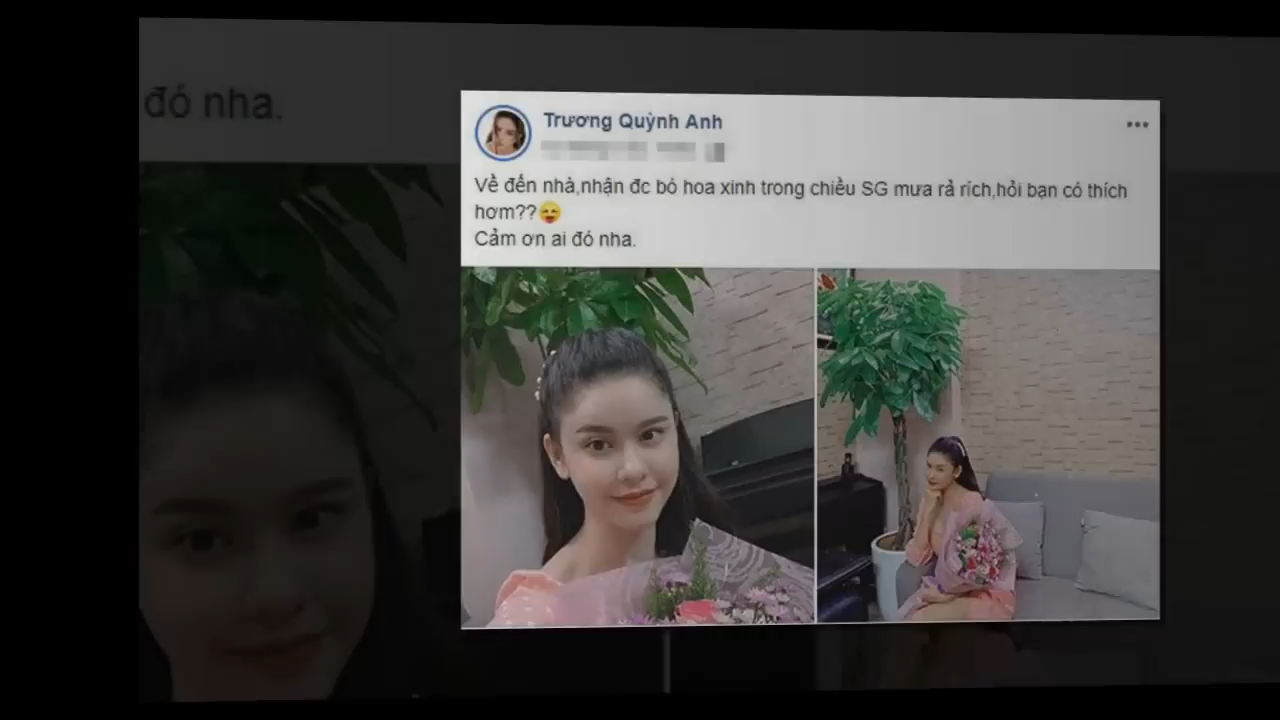 đó nha.
Trương Quỳnh Anh
Về đến nhà,nhận đc bó hoa xinh trong chiều SG mưa rả rích,hỏi bạn có thích
hơm??
Cảm ơn ai đó nha.